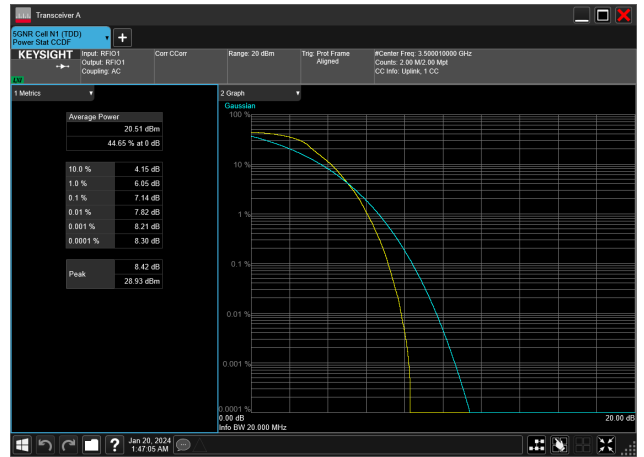 Transceiver A
5GNR Cell N1 (TDD)
Power Stat CCDF
KEYSIGHT
Input: RFIO1
Output: RFIO1
Coupling: AC
Corr CCorr
Range: 20 dBm
Trig: Prot Frame
Aligned
#Center Freq: 3.500010000 GHz
Counts: 2.00 M/2.00 Mpt
CC Info: Uplink, 1 CC
1 Metrics
Average Power
20.51 dBm
44.65 % at 0 dB
10.0 % 4.15 dB
1.0 % 6.05 dB
0.1 % 7.14 dB
0.01 % 7.82 dB
0.001 % 8.21 dB
0.0001 % 8.30 dB
Peak 8.42 dB
28.93 dBm
2 Graph
Gaussian
100 %
10 %
1 %
0.1 %
0.01 %
0.001 %
0.0001 %
0.00 dB 20.00 dB
Info BW 20.000 MHz
Jan 20, 2024
1:47:05 AM